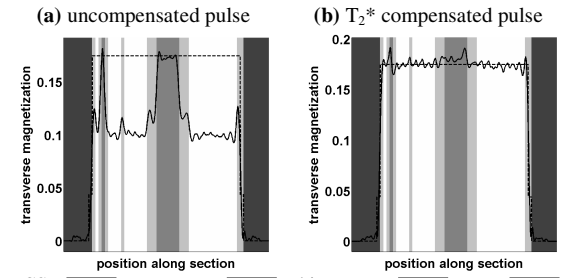 (a) uncompensated pulse
(b) T₂* compensated pulse
transverse magnetization
0.15
0.1
0.05
0
position along section
transverse magnetization
0.2
0.15
0.1
0.05
0
position along section